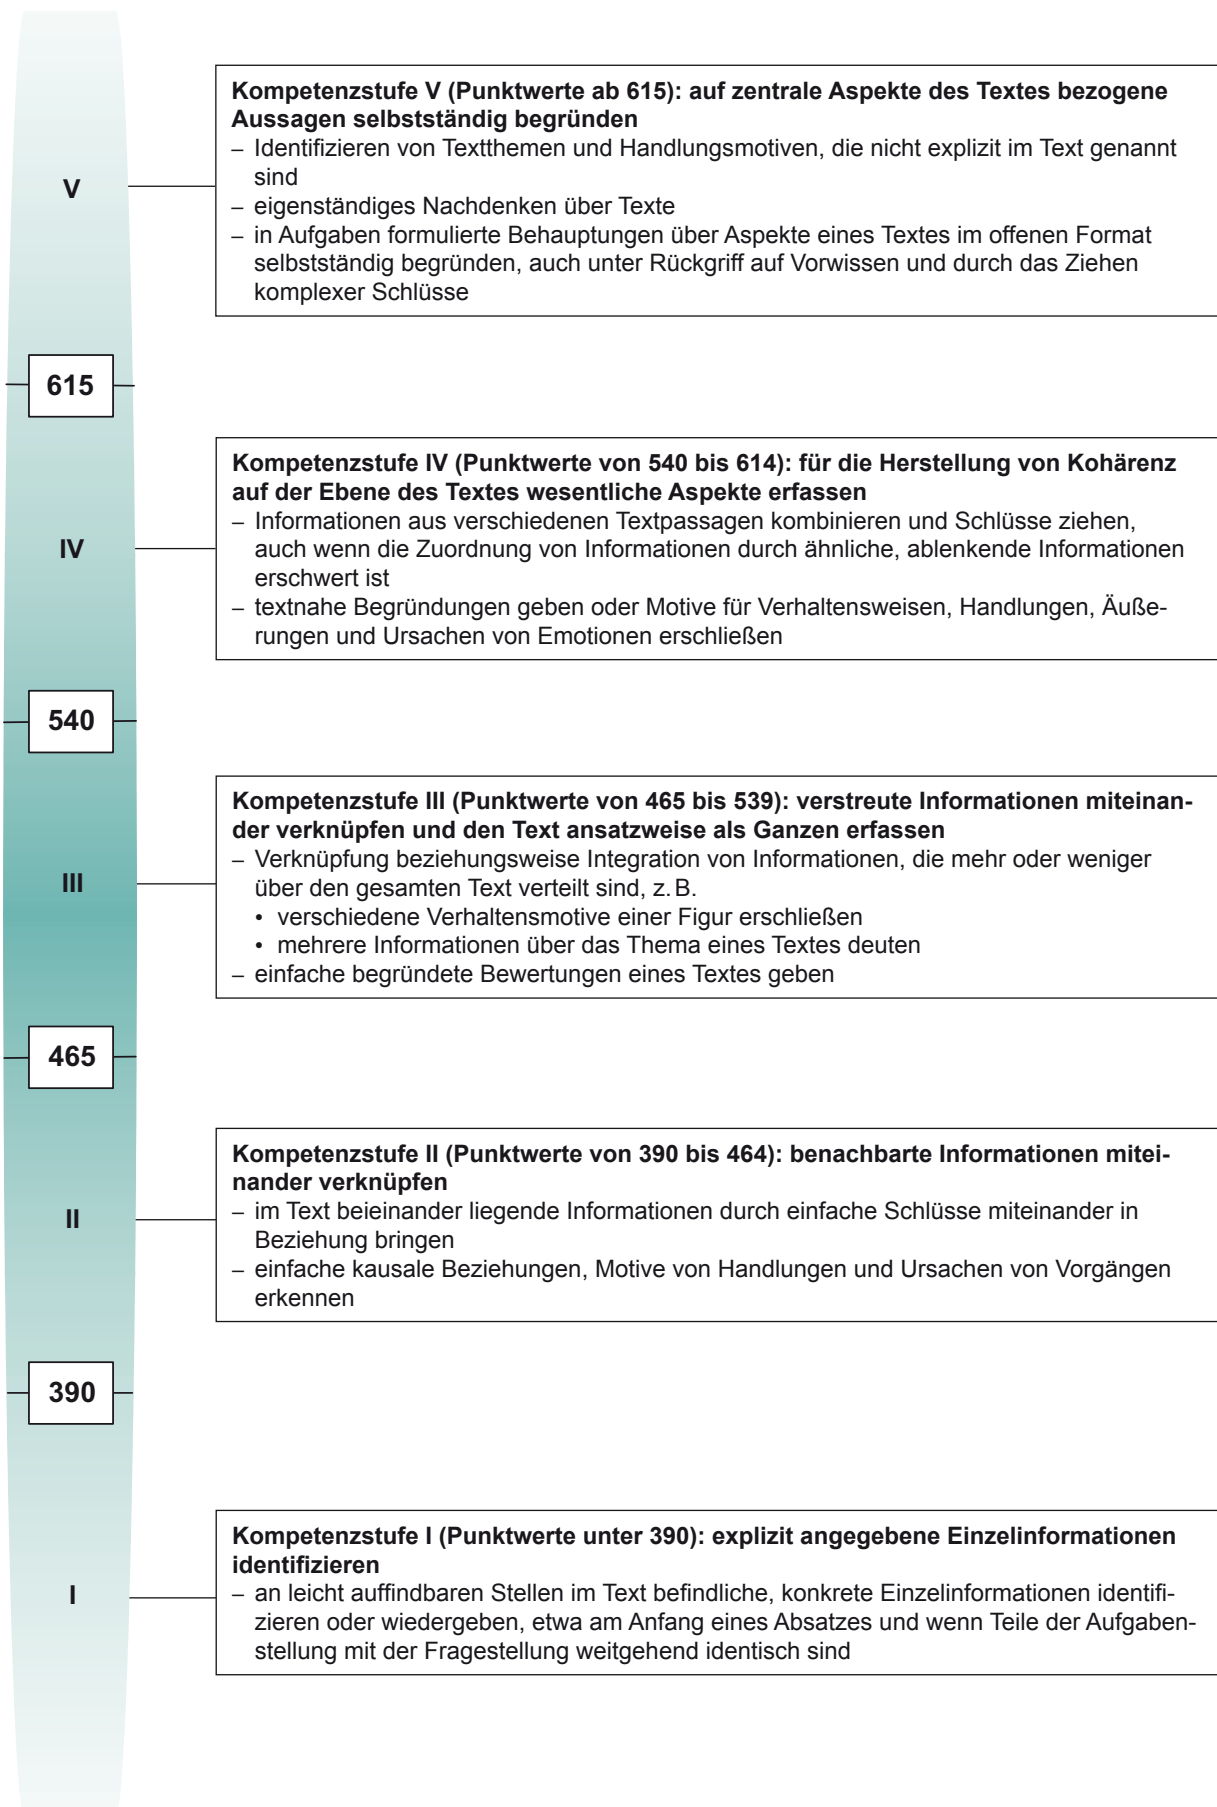 Kompetenzstufe V (Punktwerte ab 615): auf zentrale Aspekte des Textes bezogene
Aussagen selbstständig begründen
– Identifizieren von Textthemen und Handlungsmotiven, die nicht explizit im Text genannt
sind
– eigenständiges Nachdenken über Texte
– in Aufgaben formulierte Behauptungen über Aspekte eines Textes im offenen Format
selbstständig begründen, auch unter Rückgriff auf Vorwissen und durch das Ziehen
komplexer Schlüsse
V
615
Kompetenzstufe IV (Punktwerte von 540 bis 614): für die Herstellung von Kohärenz
auf der Ebene des Textes wesentliche Aspekte erfassen
– Informationen aus verschiedenen Textpassagen kombinieren und Schlüsse ziehen,
auch wenn die Zuordnung von Informationen durch ähnliche, ablenkende Informationen
erschwert ist
– textnahe Begründungen geben oder Motive für Verhaltensweisen, Handlungen, Äuße-
rungen und Ursachen von Emotionen erschließen
IV
540
Kompetenzstufe III (Punktwerte von 465 bis 539): verstreute Informationen miteinan-
der verknüpfen und den Text ansatzweise als Ganzen erfassen
– Verknüpfung beziehungsweise Integration von Informationen, die mehr oder weniger
über den gesamten Text verteilt sind, z. B.
• verschiedene Verhaltensmotive einer Figur erschließen
• mehrere Informationen über das Thema eines Textes deuten
– einfache begründete Bewertungen eines Textes geben
III
465
Kompetenzstufe II (Punktwerte von 390 bis 464): benachbarte Informationen mitei-
nander verknüpfen
– im Text beieinander liegende Informationen durch einfache Schlüsse miteinander in
Beziehung bringen
– einfache kausale Beziehungen, Motive von Handlungen und Ursachen von Vorgängen
erkennen
II
390
Kompetenzstufe I (Punktwerte unter 390): explizit angegebene Einzelinformationen
identifizieren
– an leicht auffindbaren Stellen im Text befindliche, konkrete Einzelinformationen identifi-
zieren oder wiedergeben, etwa am Anfang eines Absatzes und wenn Teile der Aufgaben-
stellung mit der Fragestellung weitgehend identisch sind
I